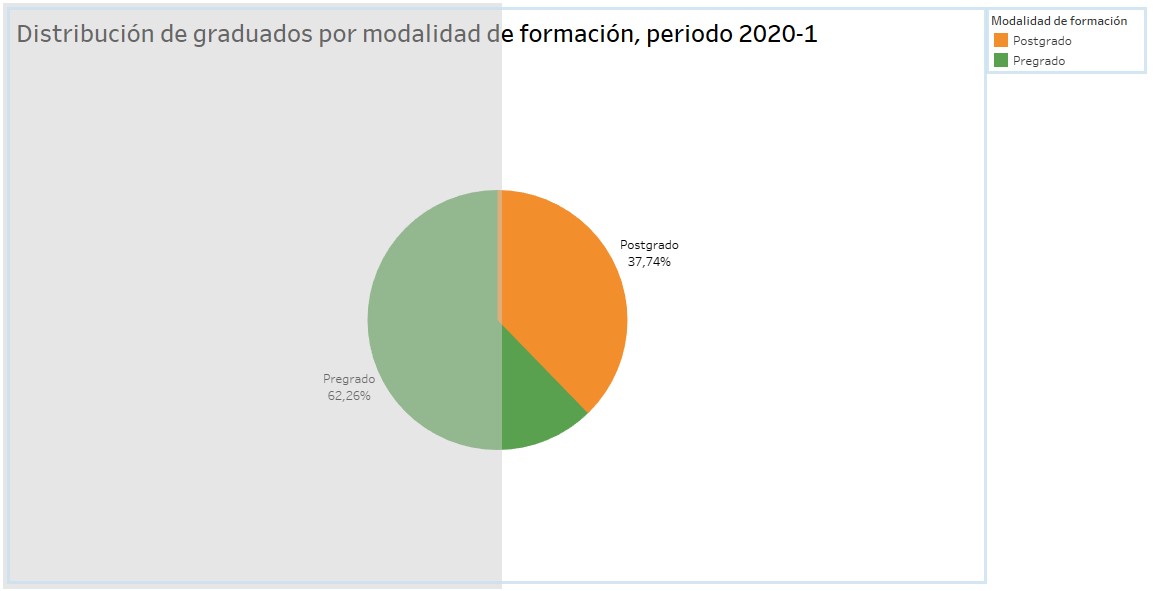 Distribución de graduados por modalidad de formación, periodo 2020-1
Modalidad de formación
Postgrado
Pregrado
Postgrado
37,74%
Pregrado
62,26%